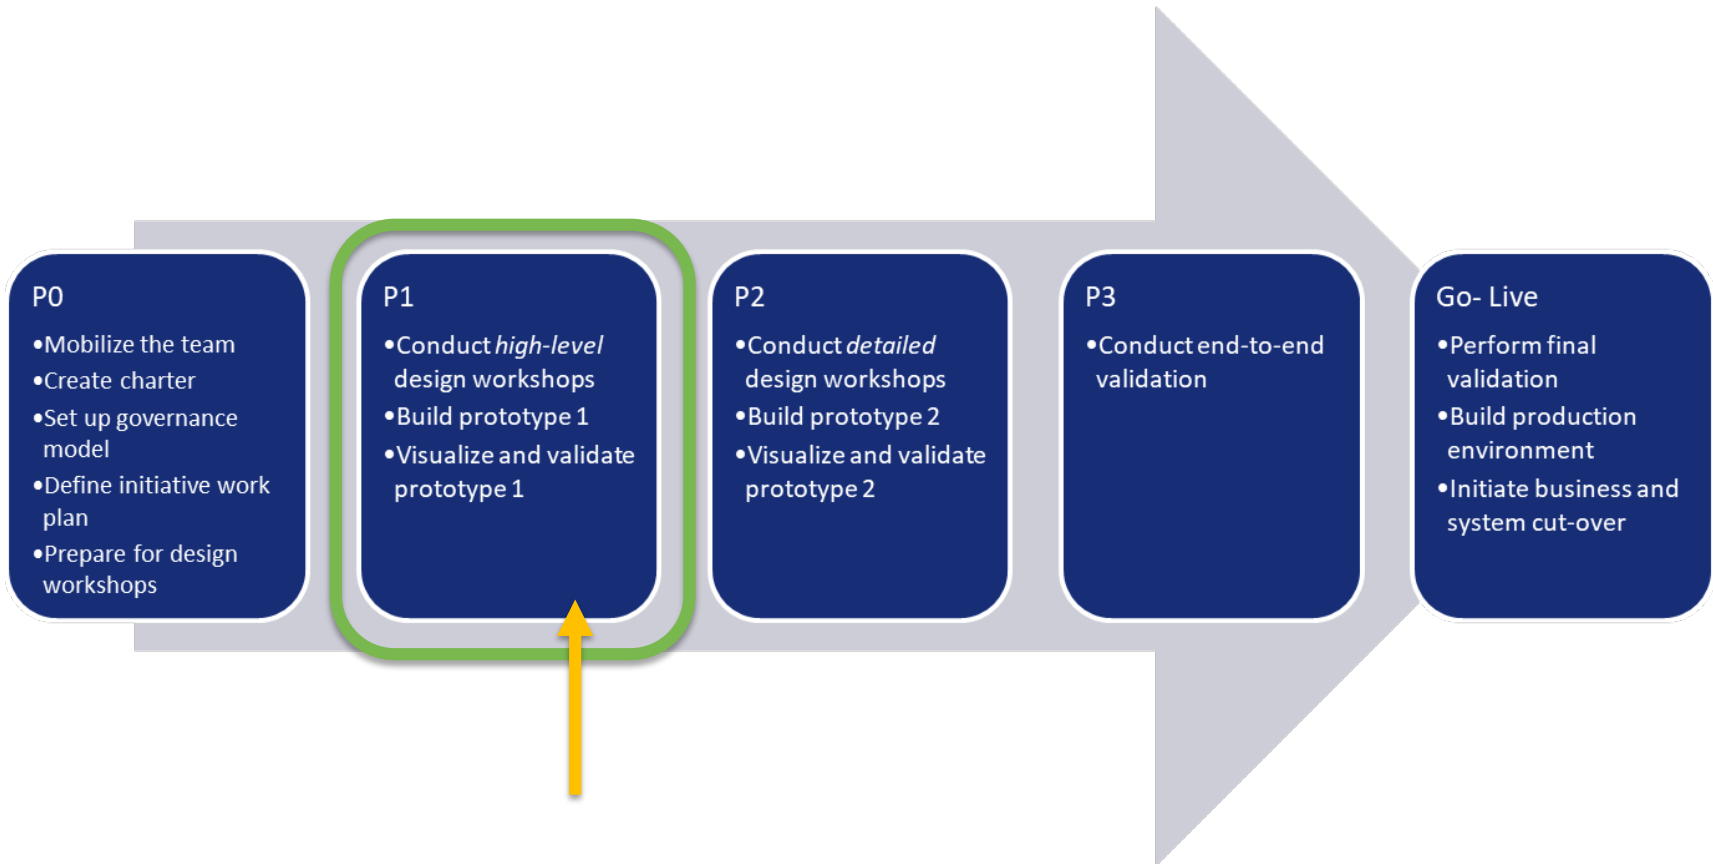 P0
•Mobilize the team
•Create charter
•Set up governance
model
•Define initiative work
plan
•Prepare for design
workshops
P1
•Conduct high-level
design workshops
•Build prototype 1
•Visualize and validate
prototype 1
P2
•Conduct detailed
design workshops
•Build prototype 2
•Visualize and validate
prototype 2
P3
•Conduct end-to-end
validation
Go- Live
•Perform final
validation
•Build production
environment
•Initiate business and
system cut-over